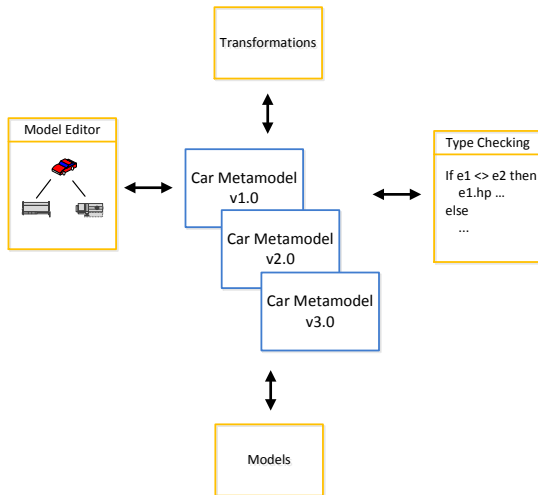 Transformations
Model Editor
Car Metamodel
v1.0
Type Checking
If e1 <> e2 then
e1.hp ...
else
...
Car Metamodel
v2.0
Car Metamodel
v3.0
Models